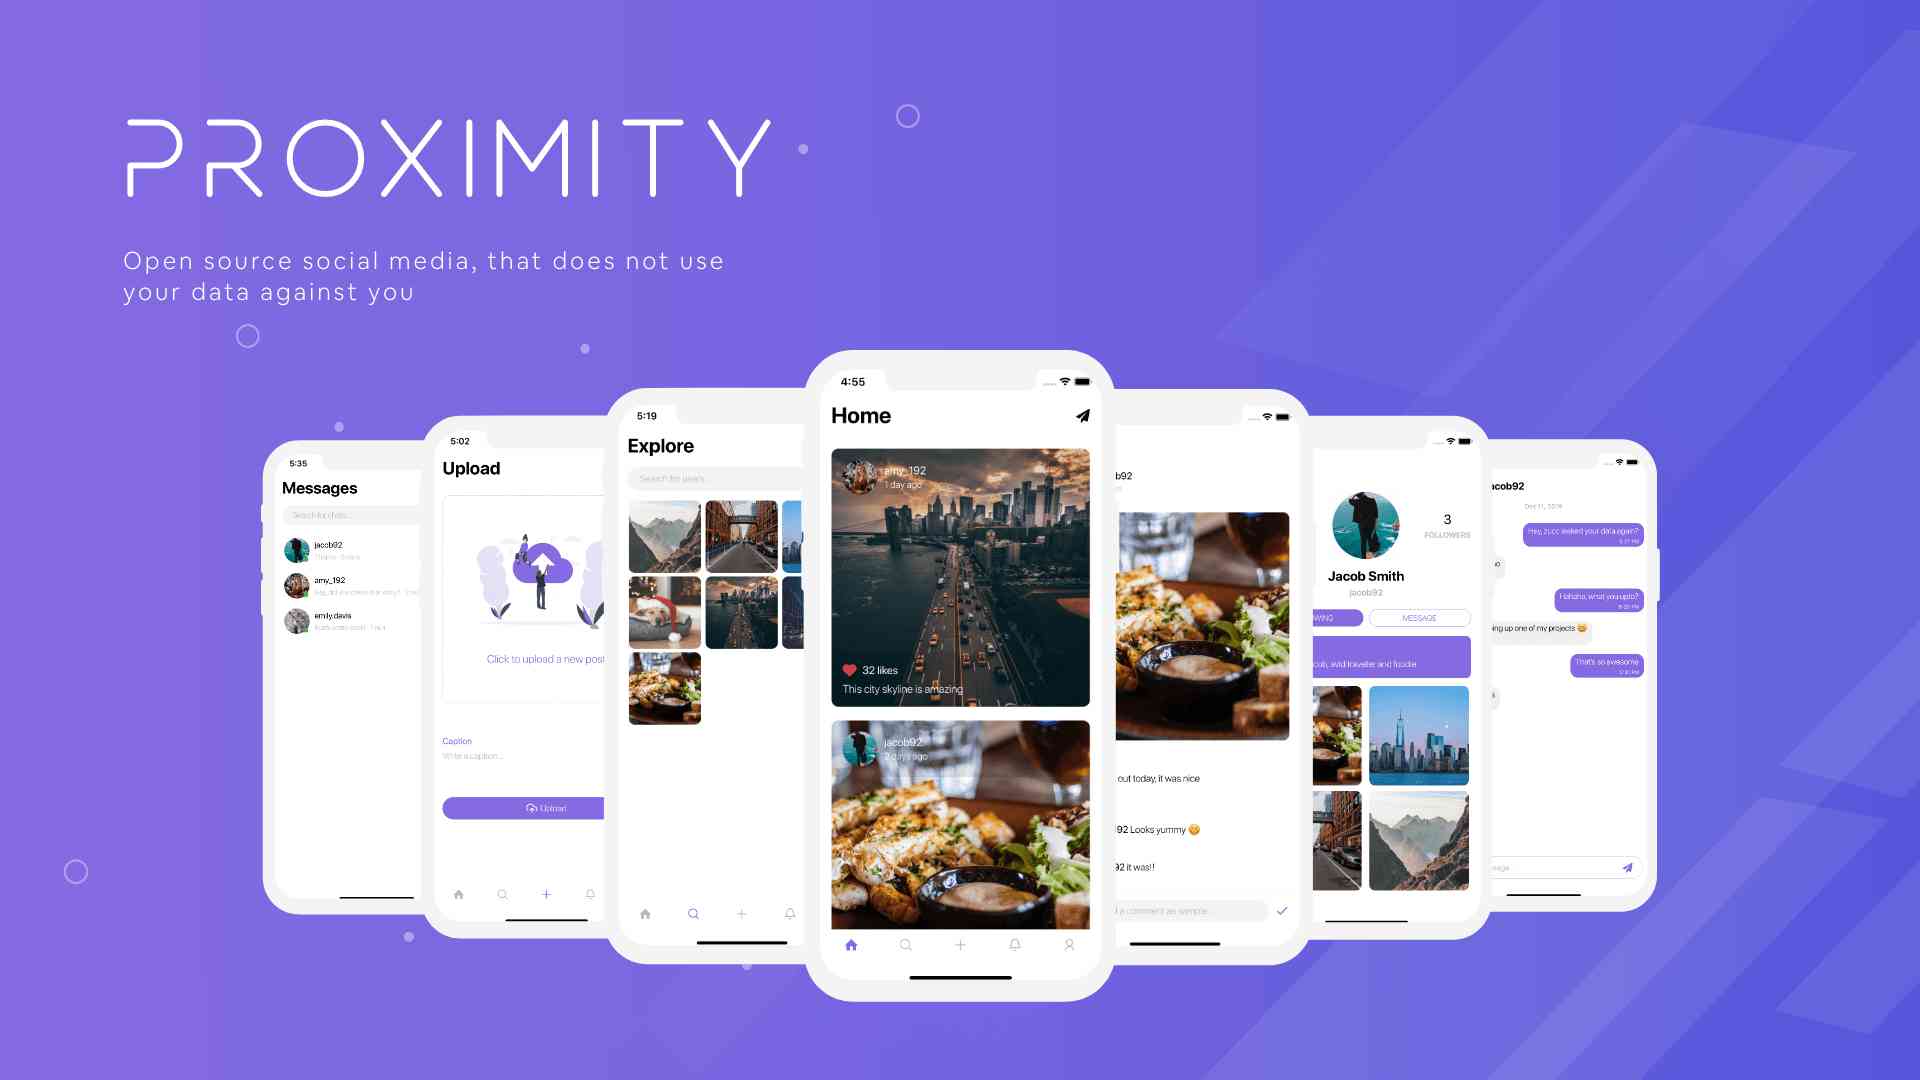 PROXIMITY
Open source social media, that does not use
your data against you
5:35
Messages
Search for chats...
jacob92
amy_192
emily.davis
5:02
Upload
Click to upload a new post
Caption
Write a caption...
Upload
5:19
Explore
Search for users
4:55
Home
amy_192
1 day ago
32 likes
This city skyline is amazing
jacob92
2 days ago
b92
out today, it was nice
92 Looks yummy 😋
92 it was!!
a comment as sample...
3
FOLLOWERS
Jacob Smith
jacob92
WING
MESSAGE
avid traveller and foodie
acob92
Dec 11, 2019
Hey, zucc leaked your data again?
Hahaha, what you upto?
ing up one of my projects
That's so awesome